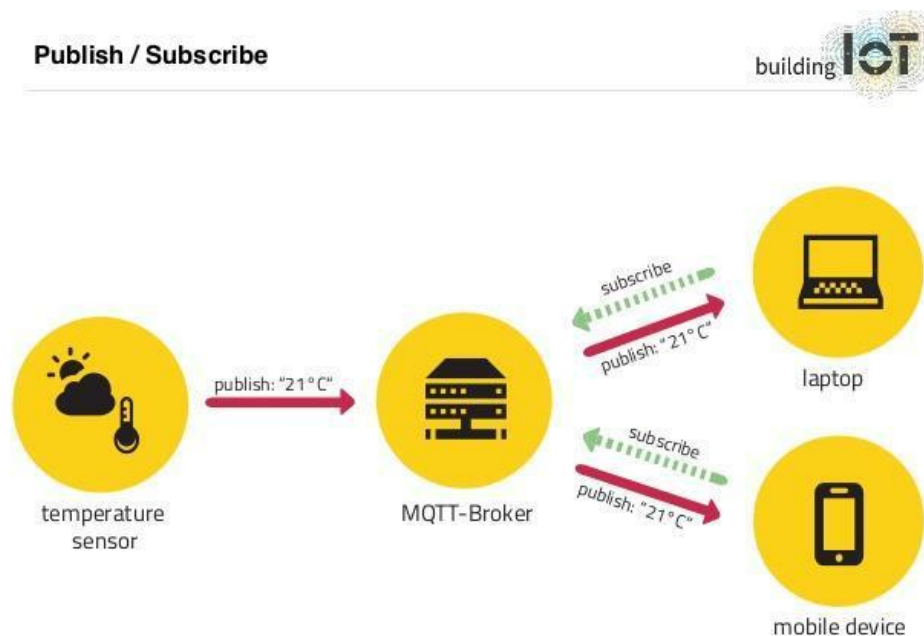 Publish / Subscribe
building IoT
subscribe
publish: "21°C"
laptop
publish: "21°C"
subscribe
publish: "21°C"
temperature
sensor
MQTT-Broker
mobile device